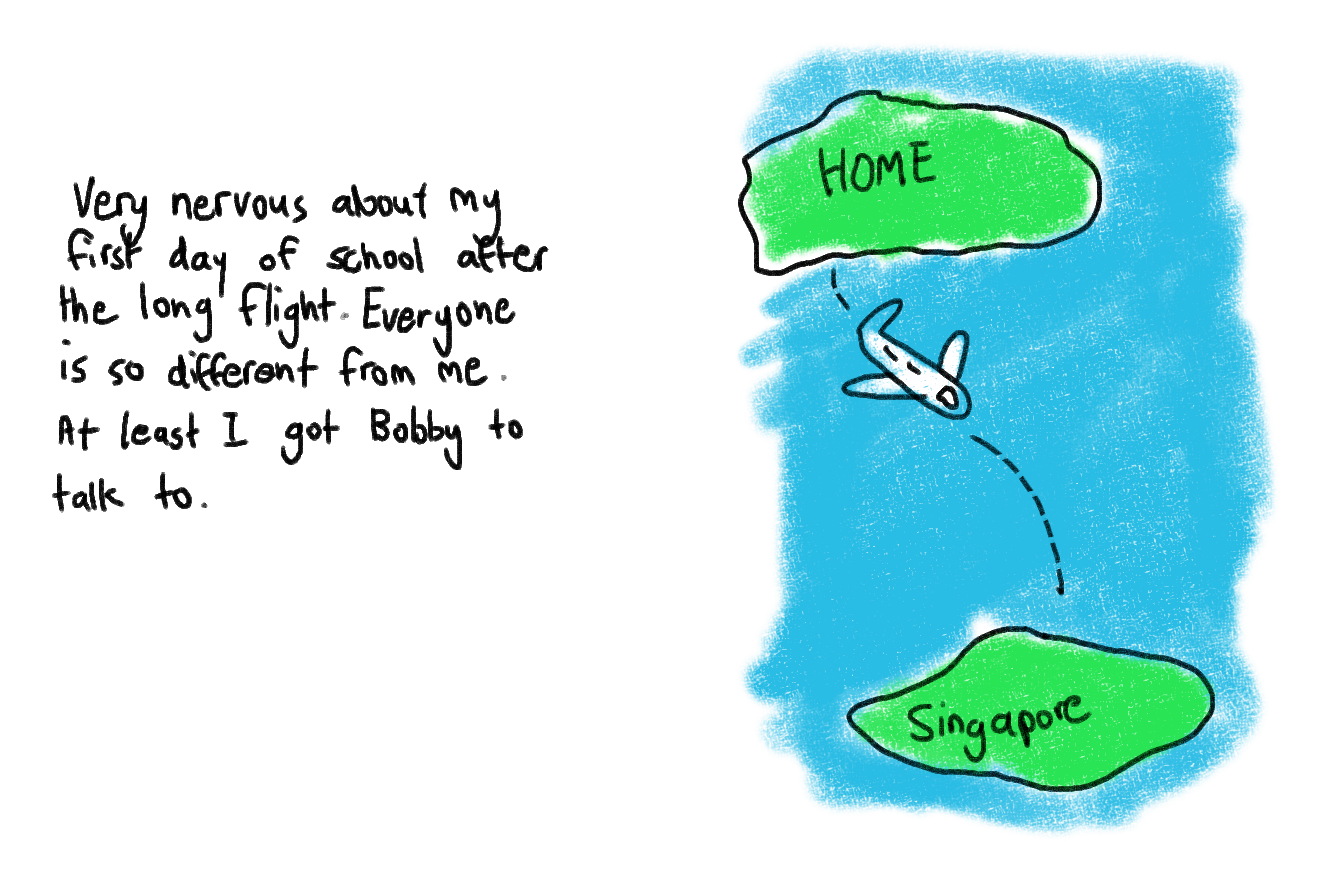 Very nervous about my
first day of school after
the long flight. Everyone
is so different from me.
At least I got Bobby to
talk to.
HOME
Singapore